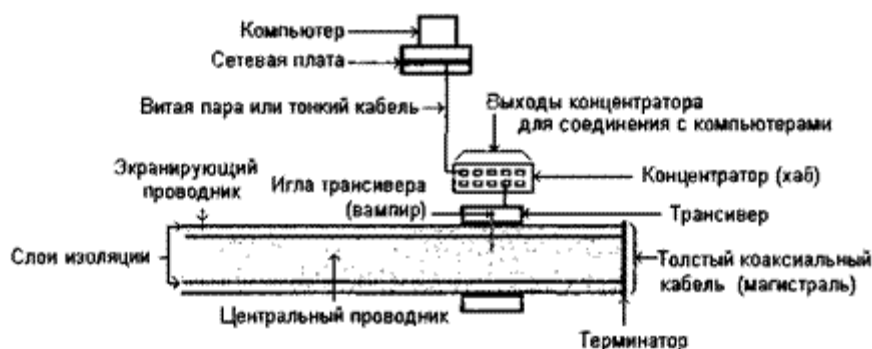 Компьютер
Сетевая плата
Витая пара или тонкий кабель
Выходы концентратора
для соединения с компьютерами
Экранирующий
проводник
Игла трансивера
(вампир)
Концентратор (хаб)
Трансивер
Слои изоляции
Толстый коаксиальный
кабель (магистраль)
Центральный проводник
Терминатор